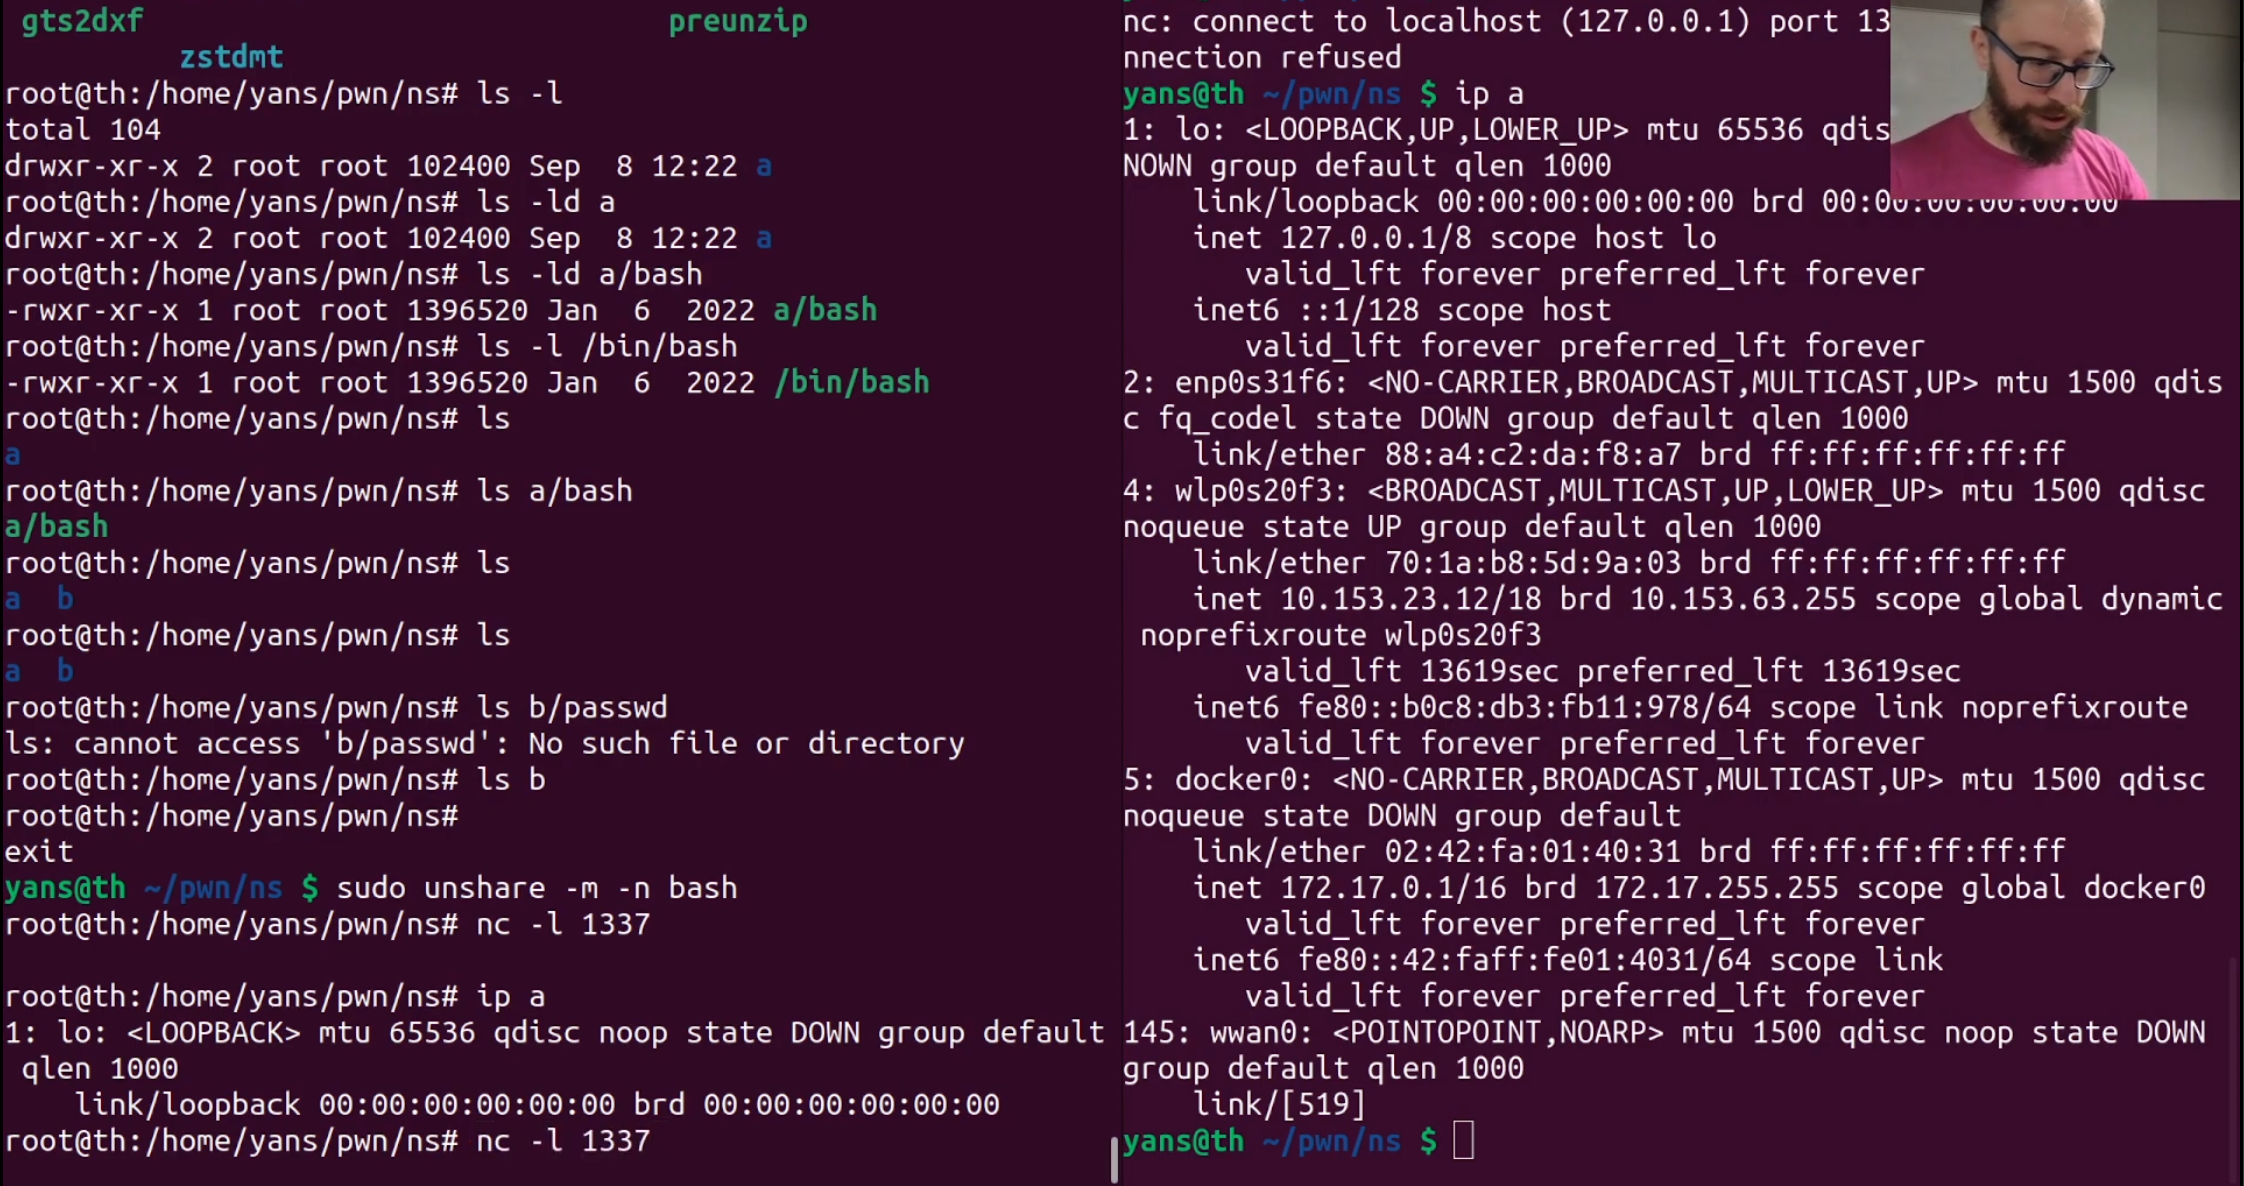 gts2dxf preunzip
zstdmt
root@th:/home/yans/pwn/ns# ls -l
total 104
drwxr-xr-x 2 root root 102400 Sep  8 12:22 a
root@th:/home/yans/pwn/ns# ls -ld a
drwxr-xr-x 2 root root 102400 Sep  8 12:22 a
root@th:/home/yans/pwn/ns# ls -ld a/bash
-rwxr-xr-x 1 root root 1396520 Jan  6  2022 a/bash
root@th:/home/yans/pwn/ns# ls -l /bin/bash
-rwxr-xr-x 1 root root 1396520 Jan  6  2022 /bin/bash
root@th:/home/yans/pwn/ns# ls
a
root@th:/home/yans/pwn/ns# ls a/bash
a/bash
root@th:/home/yans/pwn/ns# ls
a  b
root@th:/home/yans/pwn/ns# ls
a  b
root@th:/home/yans/pwn/ns# ls b/passwd
ls: cannot access 'b/passwd': No such file or directory
root@th:/home/yans/pwn/ns# ls b
root@th:/home/yans/pwn/ns#
exit
yans@th ~/pwn/ns $ sudo unshare -m -n bash
root@th:/home/yans/pwn/ns# nc -l 1337
root@th:/home/yans/pwn/ns# ip a
1: lo: <LOOPBACK> mtu 65536 qdisc noop state DOWN group default
qlen 1000
link/loopback 00:00:00:00:00:00 brd 00:00:00:00:00:00
root@th:/home/yans/pwn/ns# nc -l 1337
nc: connect to localhost (127.0.0.1) port 13
nnection refused
yans@th ~/pwn/ns $ ip a
1: lo: <LOOPBACK,UP,LOWER_UP> mtu 65536 qdis
NOWN group default qlen 1000
link/loopback 00:00:00:00:00:00 brd 00:00:00:00:00:00
inet 127.0.0.1/8 scope host lo
valid_lft forever preferred_lft forever
inet6 ::1/128 scope host
valid_lft forever preferred_lft forever
2: enp0s31f6: <NO-CARRIER,BROADCAST,MULTICAST,UP> mtu 1500 qdis
c fq_codel state DOWN group default qlen 1000
link/ether 88:a4:c2:da:f8:a7 brd ff:ff:ff:ff:ff:ff
4: wlp0s20f3: <BROADCAST,MULTICAST,UP,LOWER_UP> mtu 1500 qdisc
noqueue state UP group default qlen 1000
link/ether 70:1a:b8:5d:9a:03 brd ff:ff:ff:ff:ff:ff
inet 10.153.23.12/18 brd 10.153.63.255 scope global dynamic
noprefixroute wlp0s20f3
valid_lft 13619sec preferred_lft 13619sec
inet6 fe80::b0c8:db3:fb11:978/64 scope link noprefixroute
valid_lft forever preferred_lft forever
5: docker0: <NO-CARRIER,BROADCAST,MULTICAST,UP> mtu 1500 qdisc
noqueue state DOWN group default
link/ether 02:42:fa:01:40:31 brd ff:ff:ff:ff:ff:ff
inet 172.17.0.1/16 brd 172.17.255.255 scope global docker0
valid_lft forever preferred_lft forever
inet6 fe80::42:faff:fe01:4031/64 scope link
valid_lft forever preferred_lft forever
145: wwan0: <POINTOPOINT,NOARP> mtu 1500 qdisc noop state DOWN
group default qlen 1000
link/[519]
yans@th ~/pwn/ns $